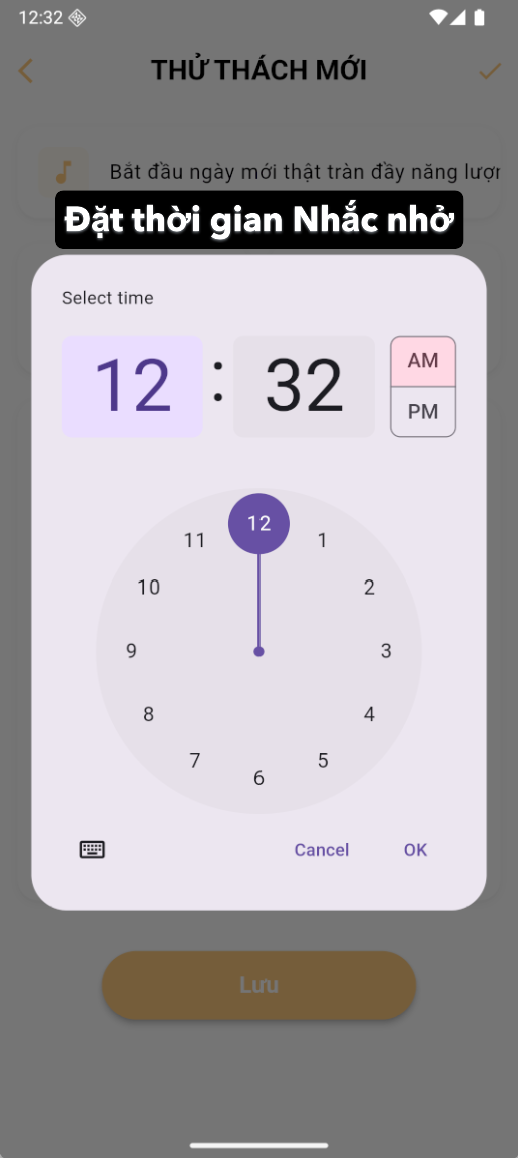 12:32
THỬ THÁCH MỚI
Bắt đầu ngày mới thật tràn đầy năng lượn
Đặt thời gian Nhắc nhở
Select time
12 : 32
AM
PM
12
11 1
10 2
9 3
8 4
7 5
6
Cancel OK
Lưu